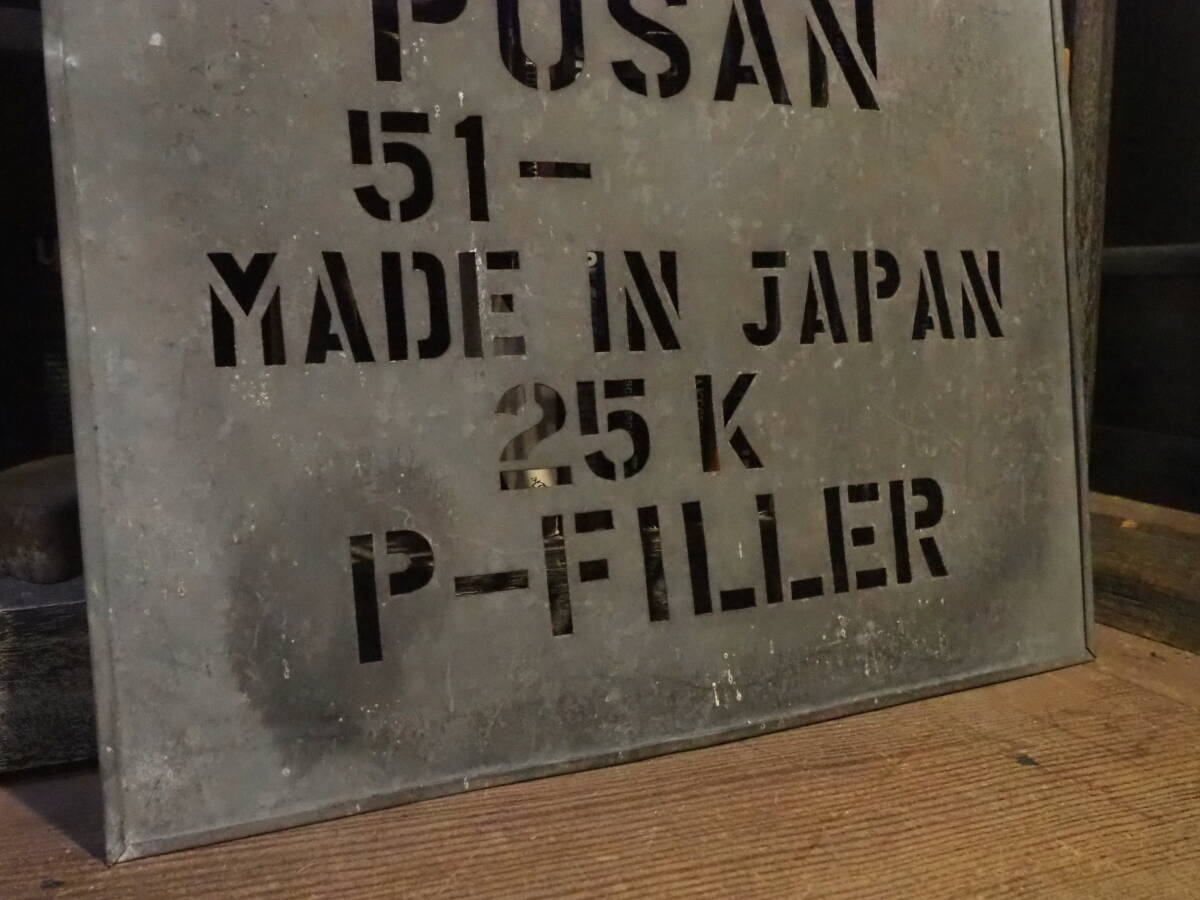 PUSAN
51-
MADE IN JAPAN
25 K
P-FILLER